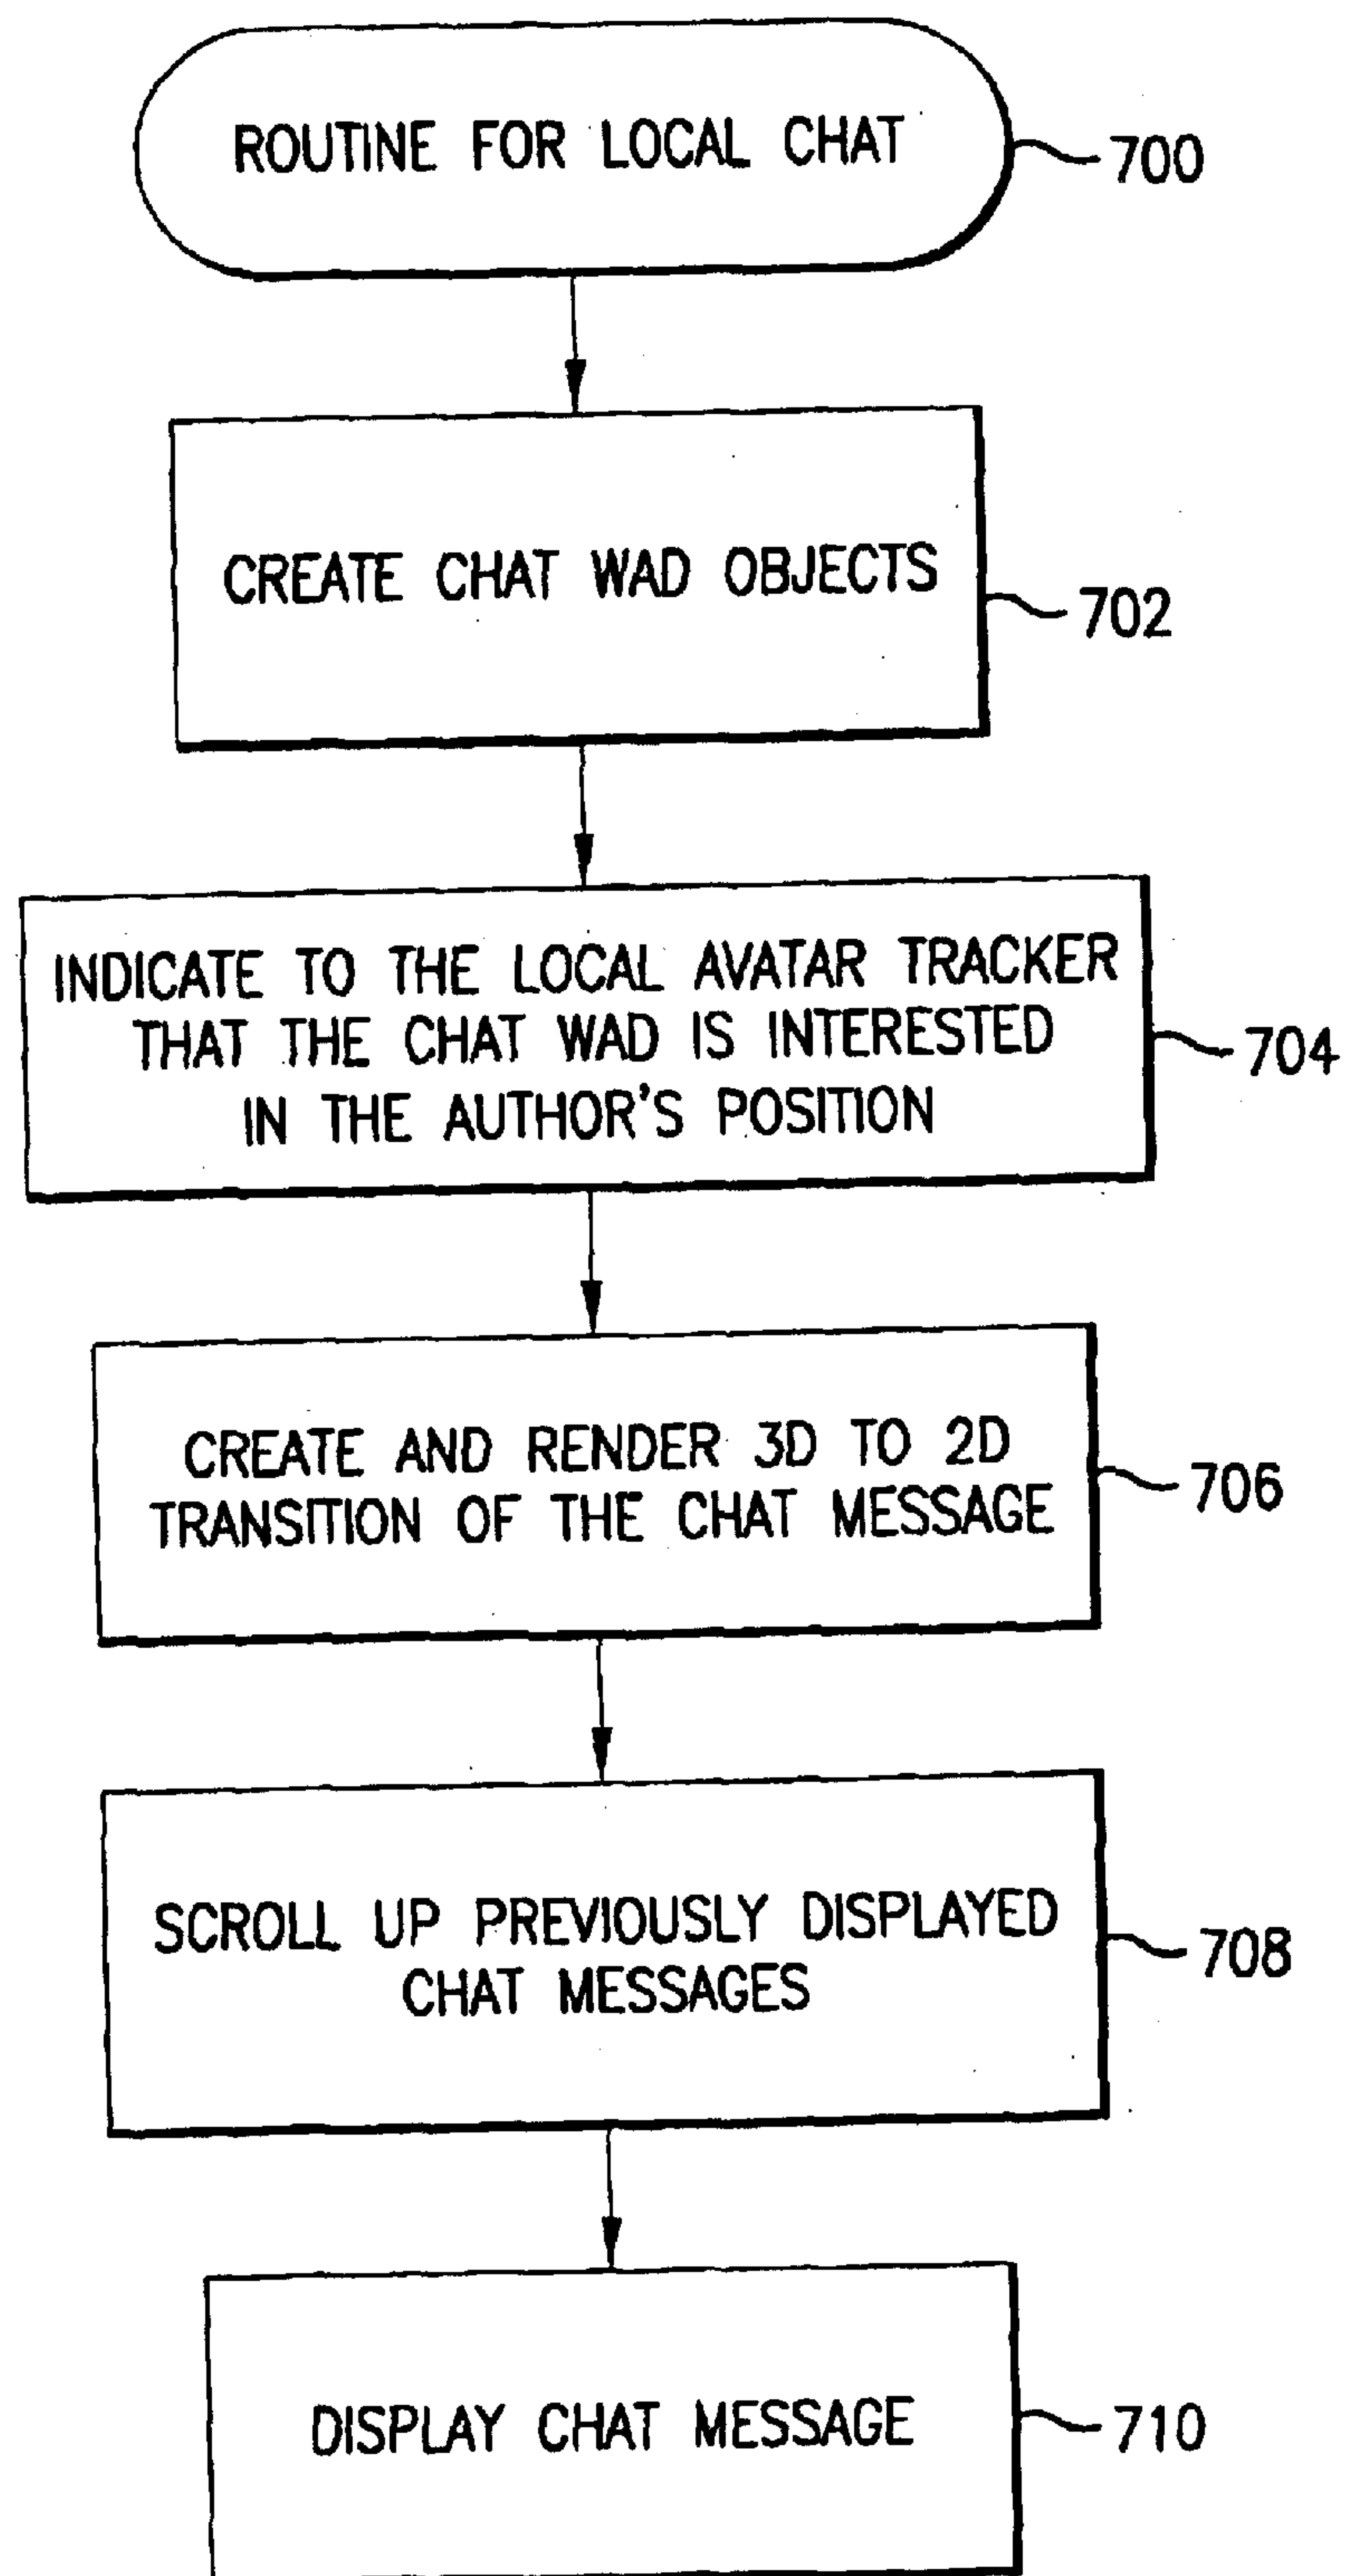 ROUTINE FOR LOCAL CHAT
700
CREATE CHAT WAD OBJECTS
702
INDICATE TO THE LOCAL AVATAR TRACKER
THAT THE CHAT WAD IS INTERESTED
IN THE AUTHOR'S POSITION
704
CREATE AND RENDER 3D TO 2D
TRANSITION OF THE CHAT MESSAGE
706
SCROLL UP PREVIOUSLY DISPLAYED
CHAT MESSAGES
708
DISPLAY CHAT MESSAGE
710